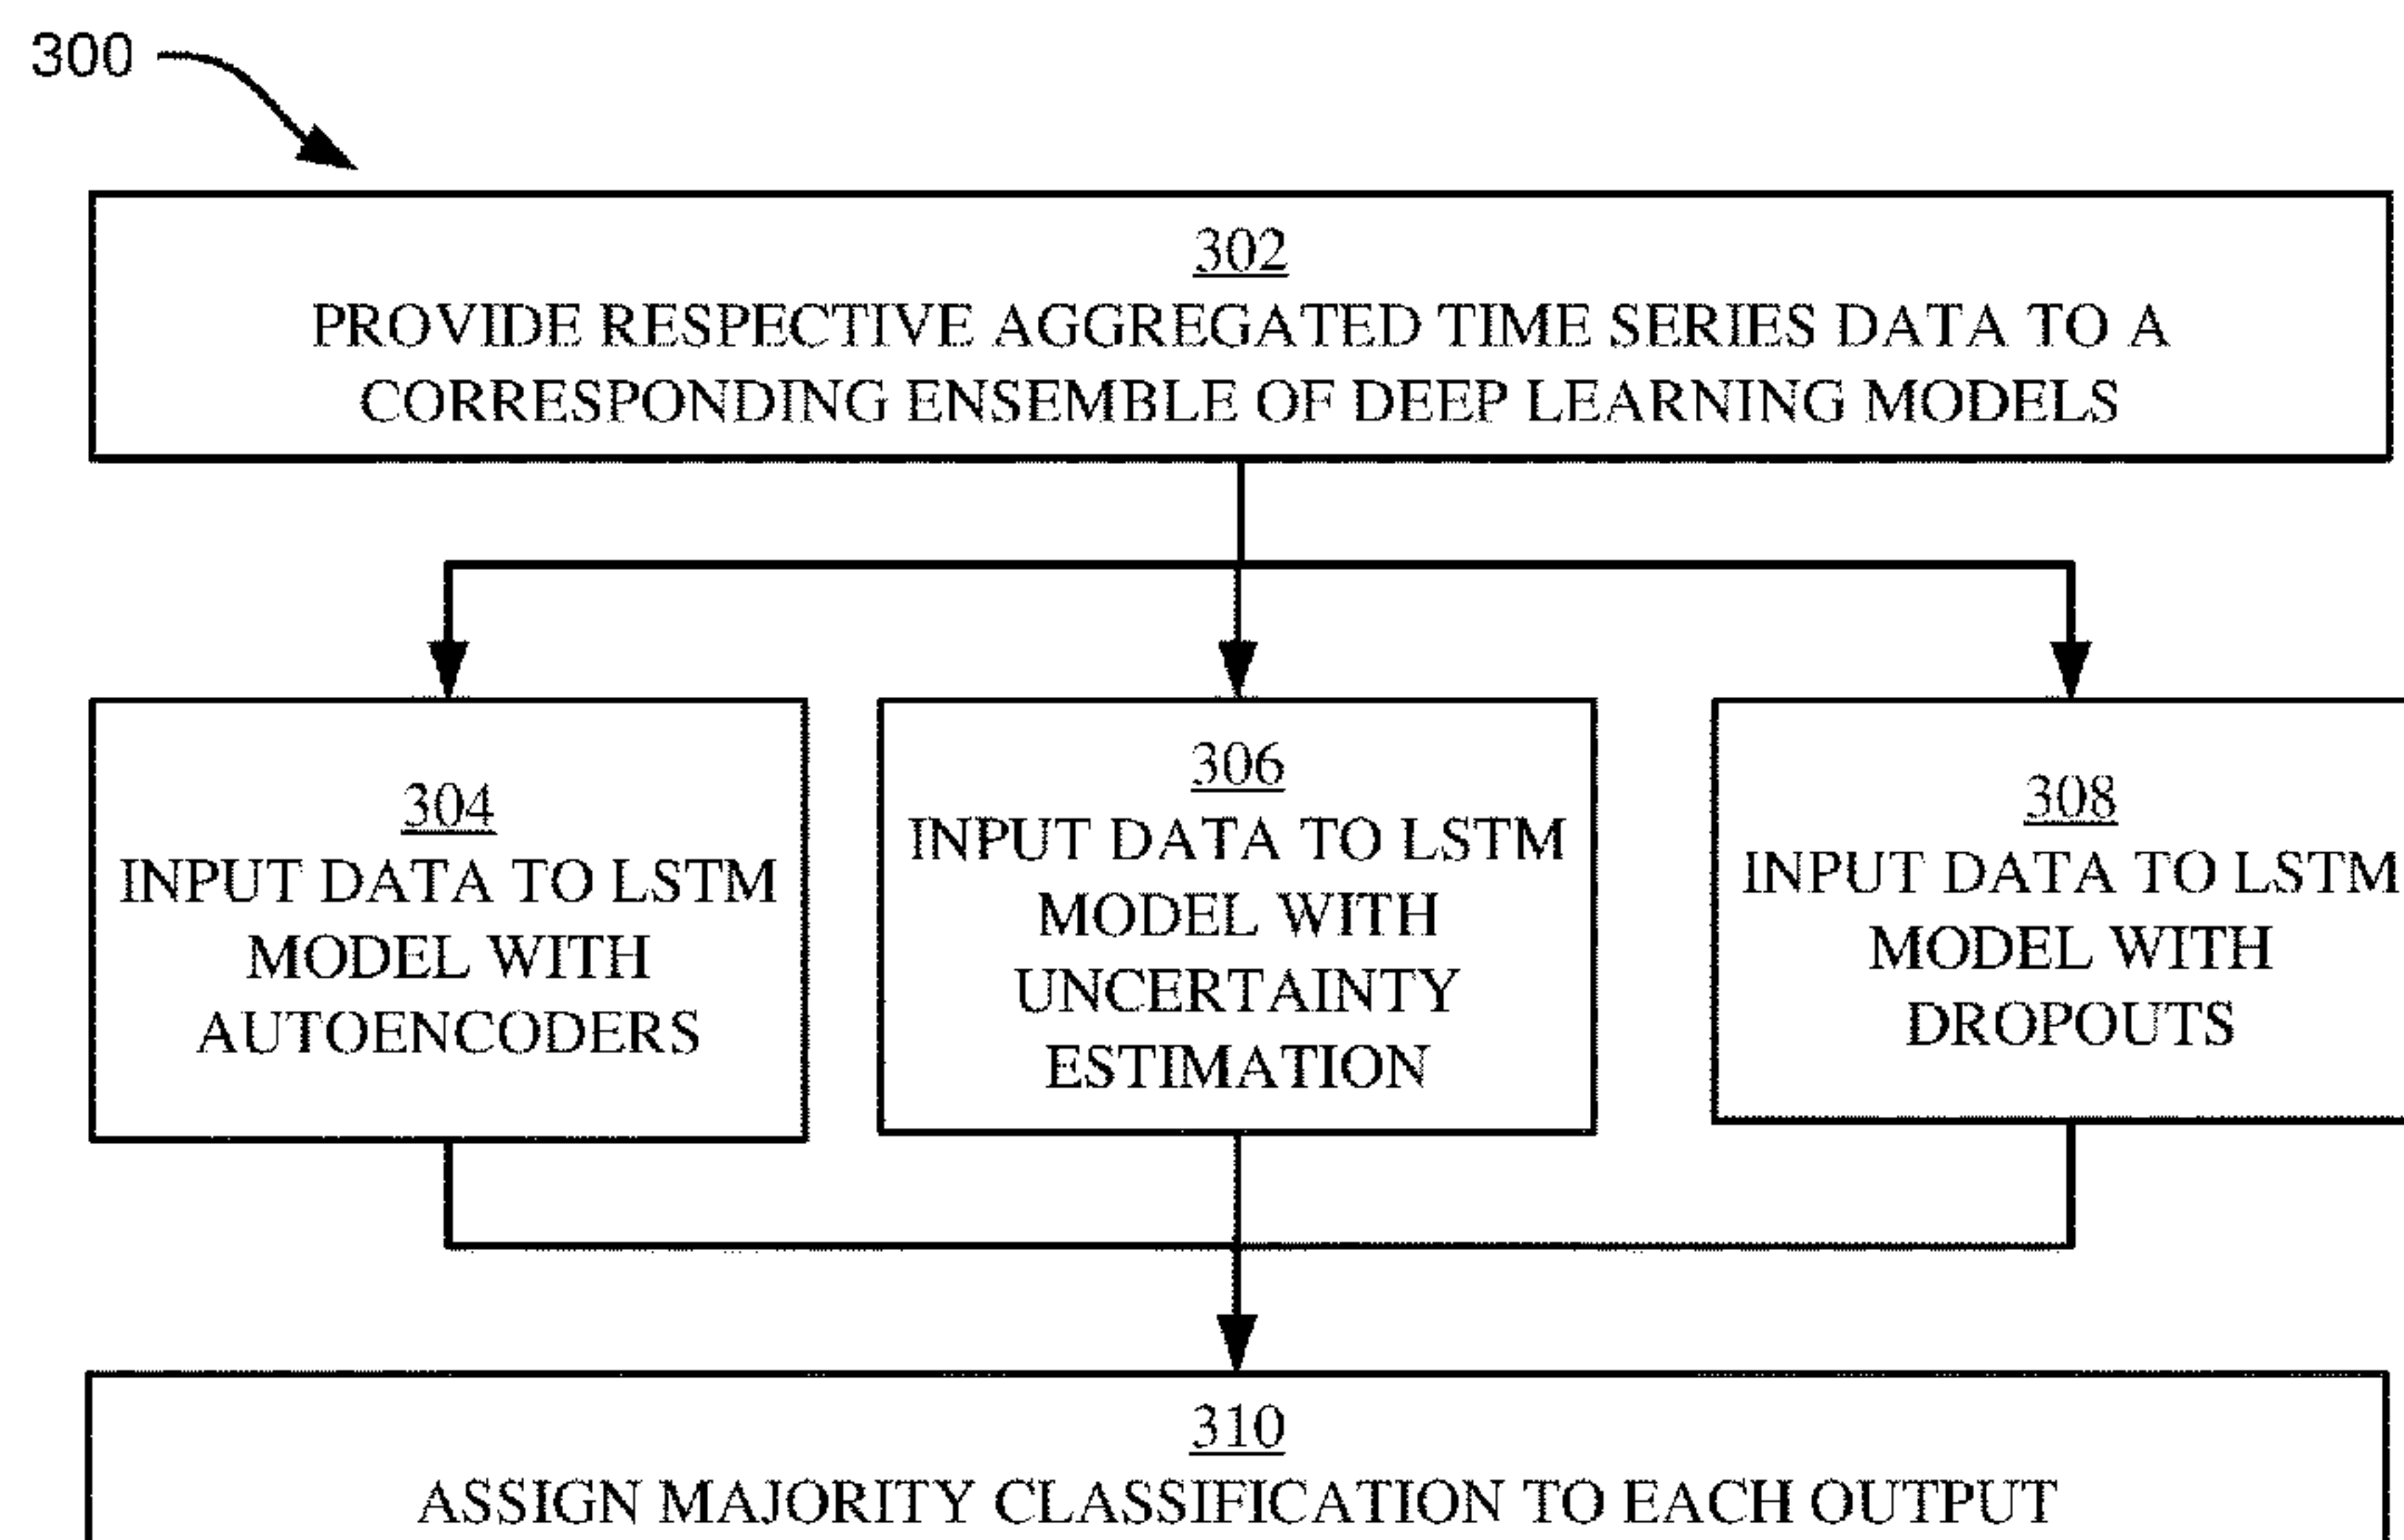 300
302
PROVIDE RESPECTIVE AGGREGATED TIME SERIES DATA TO A
CORRESPONDING ENSEMBLE OF DEEP LEARNING MODELS
304
INPUT DATA TO LSTM
MODEL WITH
AUTOENCODERS
306
INPUT DATA TO LSTM
MODEL WITH
UNCERTAINTY
ESTIMATION
308
INPUT DATA TO LSTM
MODEL WITH
DROPOUTS
310
ASSIGN MAJORITY CLASSIFICATION TO EACH OUTPUT